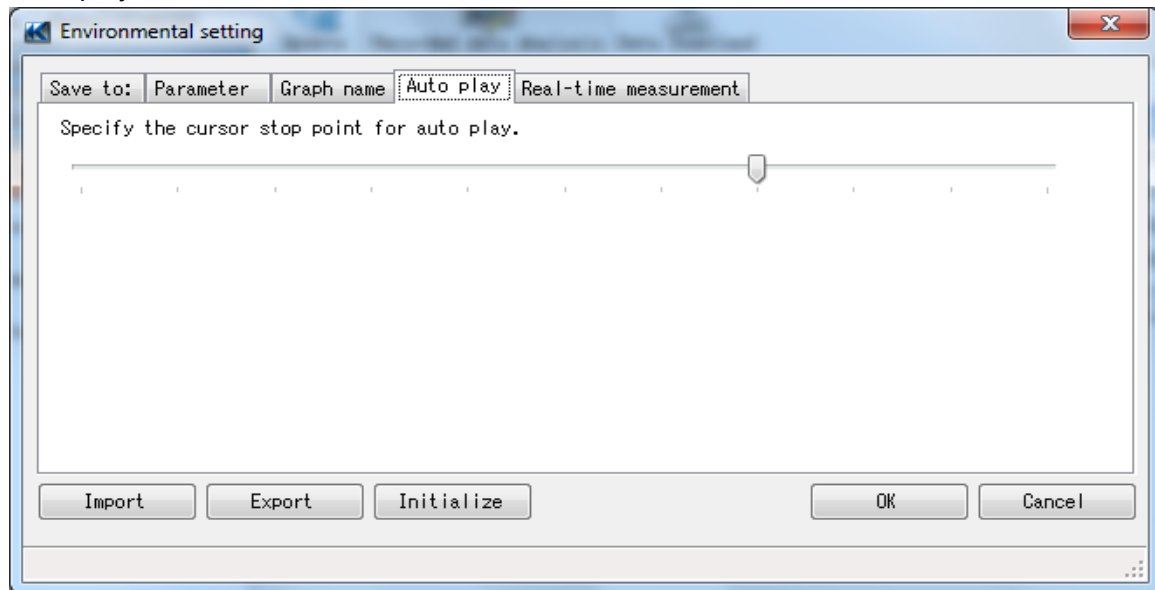 Environmental setting
Save to: Parameter Graph name Auto play Real-time measurement
Specify the cursor stop point for auto play.
Import Export Initialize OK Cancel